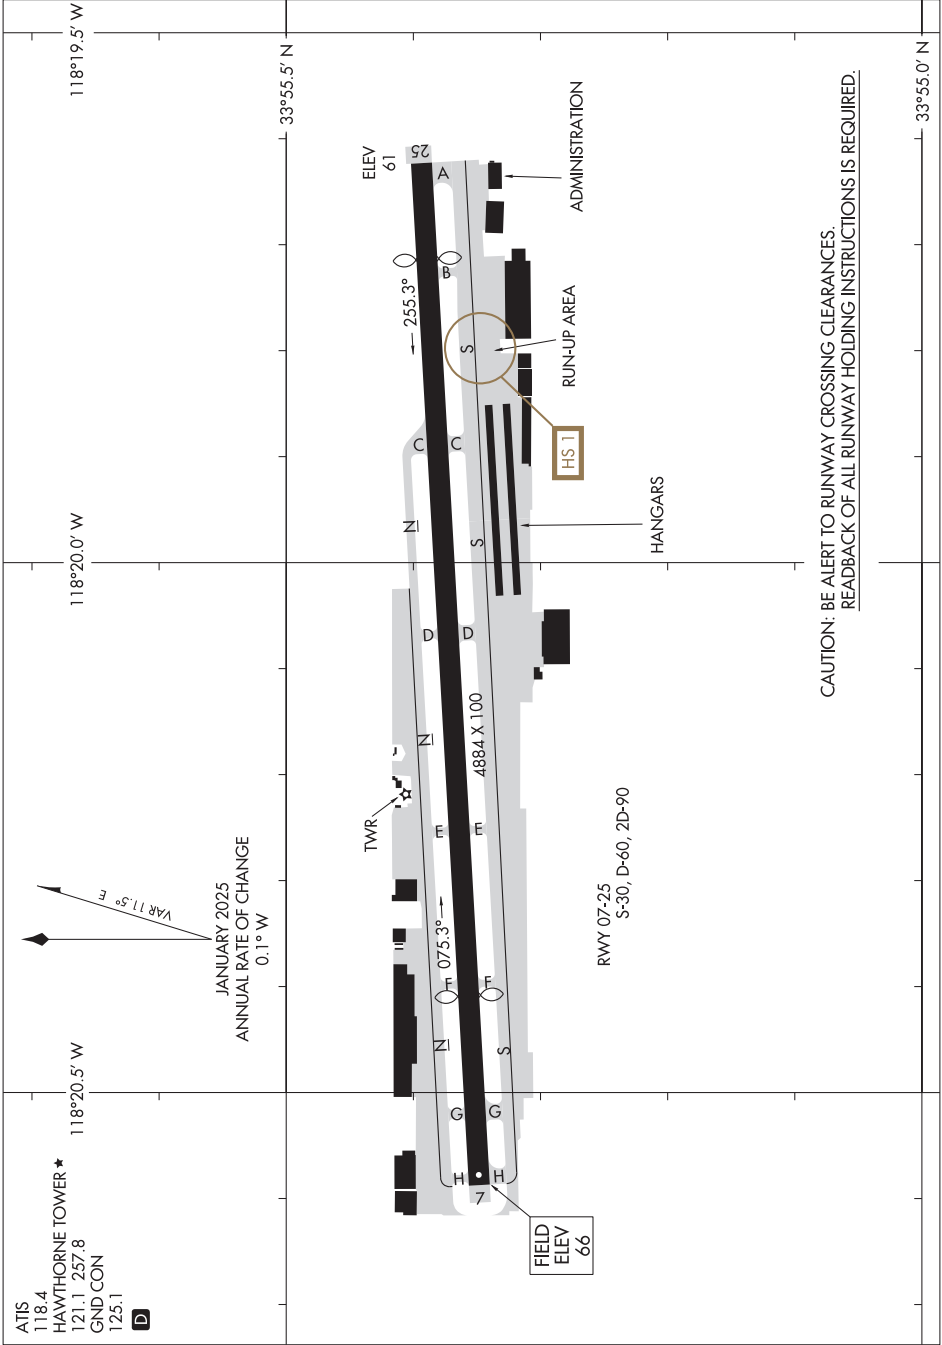 ATIS
118.4
HAWTHORNE TOWER ★
121.1 257.8
GND CON
125.1
D
118°20.5' W
118°20.0' W
118°19.5' W
33°55.5' N
33°55.0' N
VAR 11.5° E
JANUARY 2025
ANNUAL RATE OF CHANGE
0.1° W
TWR
ELEV
61
25
A
255.3°
B
S
C
C
N
S
D
D
N
4884 X 100
E
E
075.3°
F
F
N
S
G
G
H
H
7
FIELD
ELEV
66
HS 1
RUN-UP AREA
ADMINISTRATION
HANGARS
RWY 07-25
S-30, D-60, 2D-90
CAUTION: BE ALERT TO RUNWAY CROSSING CLEARANCES.
READBACK OF ALL RUNWAY HOLDING INSTRUCTIONS IS REQUIRED.